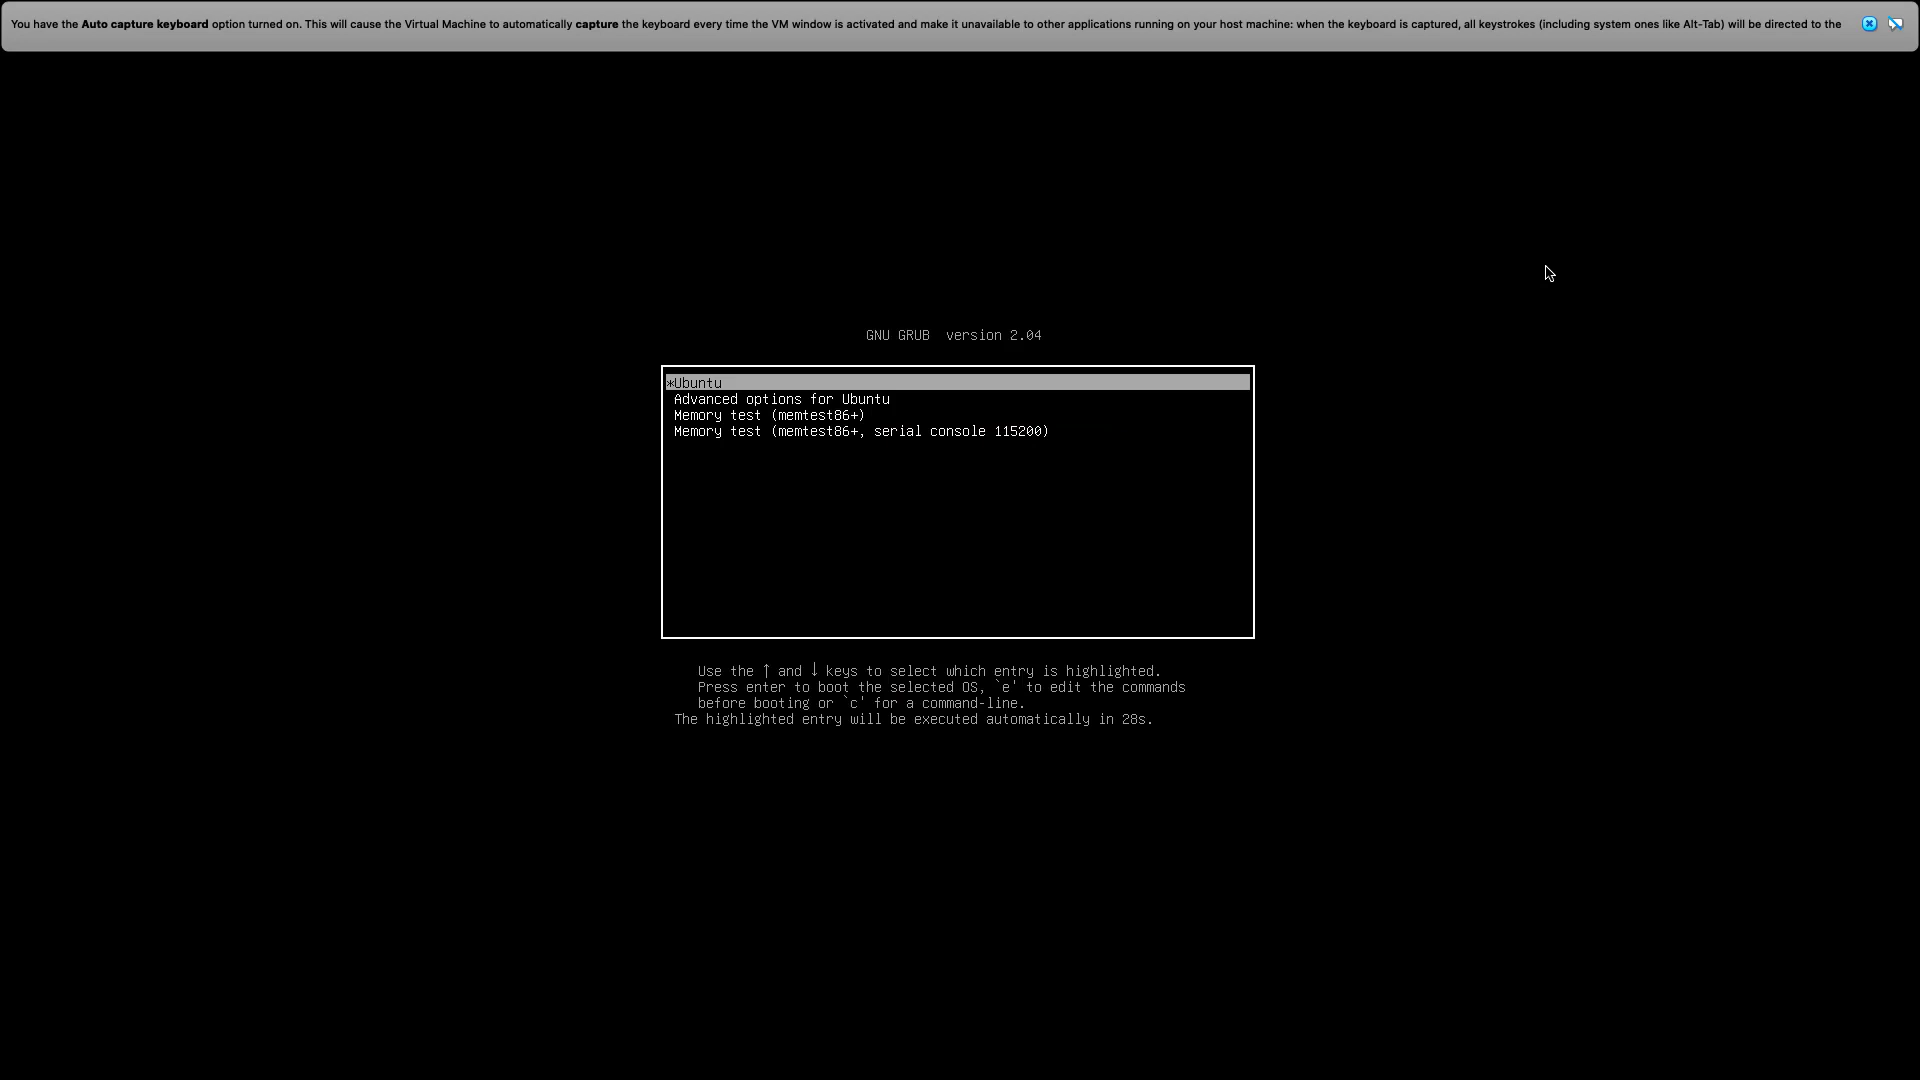 You have the Auto capture keyboard option turned on. This will cause the Virtual Machine to automatically capture the keyboard every time the VM window is activated and make it unavailable to other applications running on your host machine: when the keyboard is captured, all keystrokes (including system ones like Alt-Tab) will be directed to the
GNU GRUB  version 2.04
*Ubuntu
Advanced options for Ubuntu
Memory test (memtest86+)
Memory test (memtest86+, serial console 115200)
Use the ↑ and ↓ keys to select which entry is highlighted.
Press enter to boot the selected OS, `e' to edit the commands
before booting or `c' for a command-line.
The highlighted entry will be executed automatically in 28s.